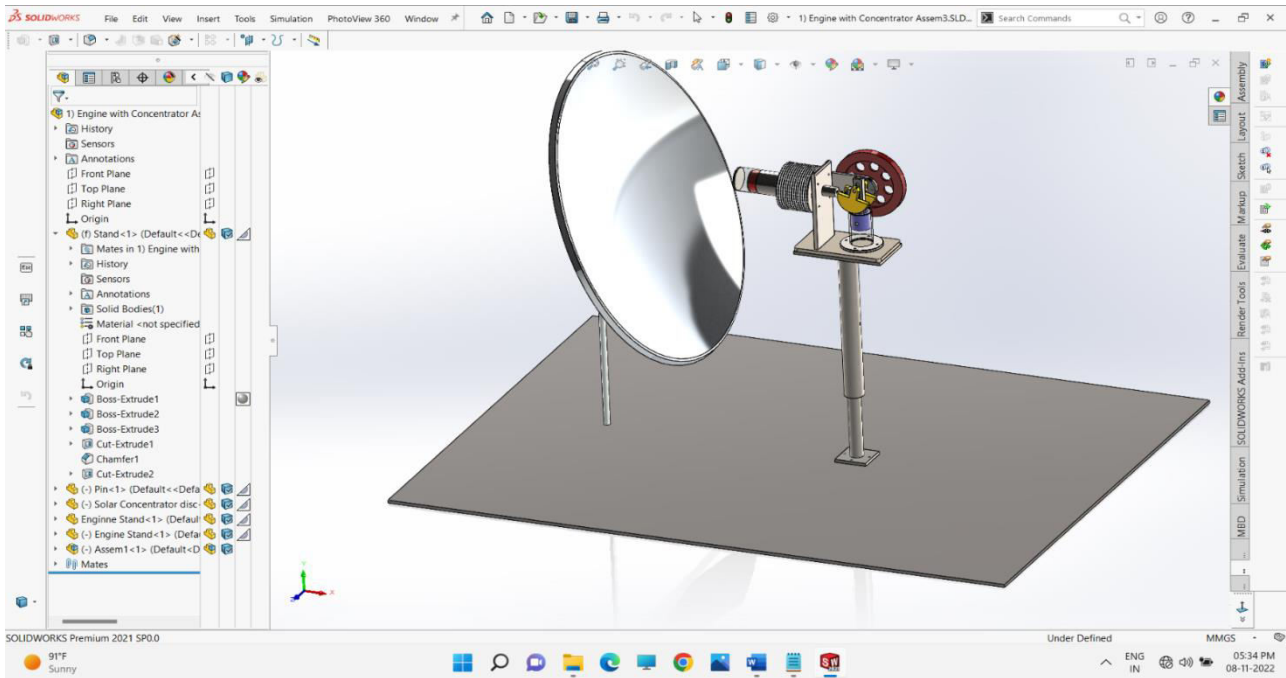 SOLIDWORKS File Edit View Insert Tools Simulation PhotoView 360 Window 1) Engine with Concentrator Assem3.SLD... Search Commands
1) Engine with Concentrator As
History
Sensors
Annotations
Front Plane
Top Plane
Right Plane
Origin
(f) Stand<1> (Default<<De
Mates in 1) Engine with
History
Sensors
Annotations
Solid Bodies(1)
Material <not specified
Front Plane
Top Plane
Right Plane
Origin
Boss-Extrude1
Boss-Extrude2
Boss-Extrude3
Cut-Extrude1
Chamfer1
Cut-Extrude2
(-) Pin<1> (Default<<Defa
(-) Solar Concentrator disc-
Enginne Stand<1> (Defaul
(-) Engine Stand<1> (Defa
(-) Assem1<1> (Default<D
Mates
Assembly
Layout
Sketch
Markup
Evaluate
Render Tools
SOLIDWORKS Add-Ins
Simulation
MBD
...
SOLIDWORKS Premium 2021 SP0.0 Under Defined MMGS
91°F
Sunny
ENG
IN
05:34 PM
08-11-2022